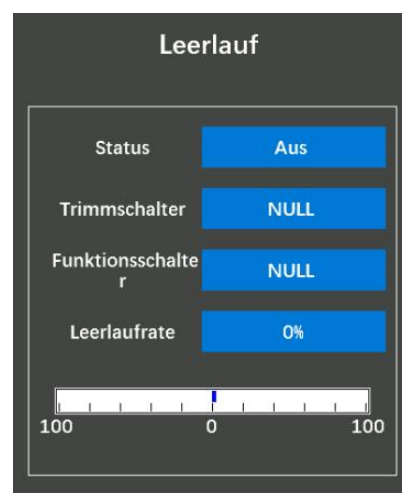 Leerlauf
Status Aus
Trimmschalter NULL
Funktionsschalte
r NULL
Leerlaufrate 0%
100 0 100